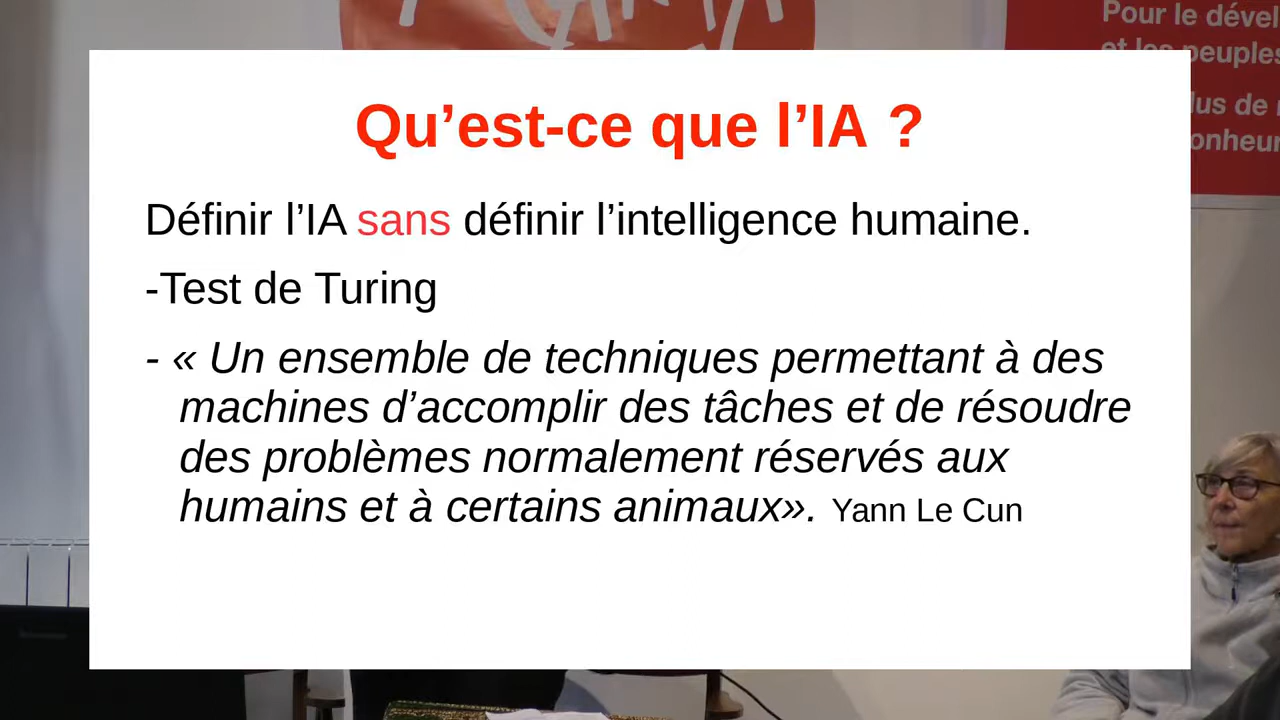 Pour le dével
et les peuples
lus de
onheur
Qu’est-ce que l’IA ?
Définir l’IA sans définir l’intelligence humaine.
-Test de Turing
- « Un ensemble de techniques permettant à des
machines d’accomplir des tâches et de résoudre
des problèmes normalement réservés aux
humains et à certains animaux». Yann Le Cun